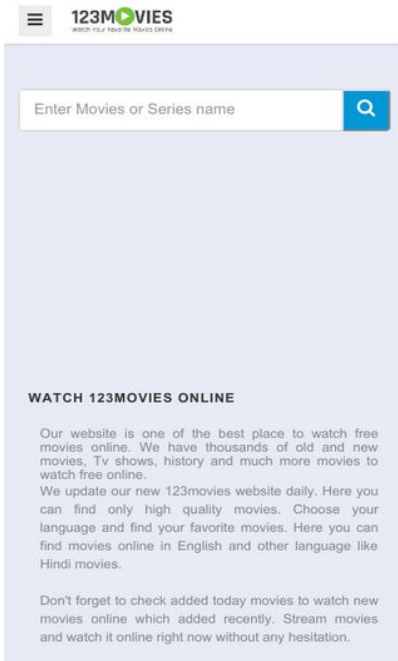 123MOVIES
Watch Your Favorite Movies Online
Enter Movies or Series name
WATCH 123MOVIES ONLINE
Our website is one of the best place to watch free
movies online. We have thousands of old and new
movies, Tv shows, history and much more movies to
watch free online.
We update our new 123movies website daily. Here you
can find only high quality movies. Choose your
language and find your favorite movies. Here you can
find movies online in English and other language like
Hindi movies.
Don't forget to check added today movies to watch new
movies online which added recently. Stream movies
and watch it online right now without any hesitation.